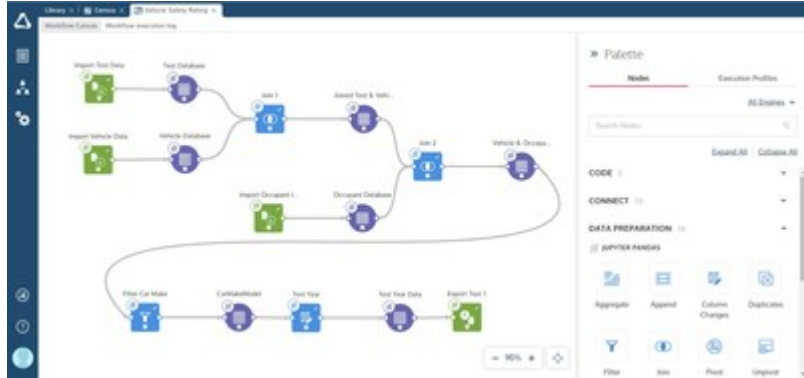 Library
Census
Vehicle Safety Rating
Workflow Canvas
Workflow execution log
Import Test Data
Test Database
Join 1
Joined Test & Vehi...
Import Vehicle Data
Vehicle Database
Join 2
Vehicle & Occupa...
Import Occupant I...
Occupant Database
Filter Car Make
CarMakeModel
Test Year
Test Year Data
Export Test 1
90%
Palette
Nodes
Execution Profiles
All Engines
Search Nodes
Expand All
Collapse All
CODE
CONNECT
DATA PREPARATION
JUPYTER PANDAS
Aggregate
Append
Column
Changes
Duplicates
Filter
Join
Pivot
Unpivot